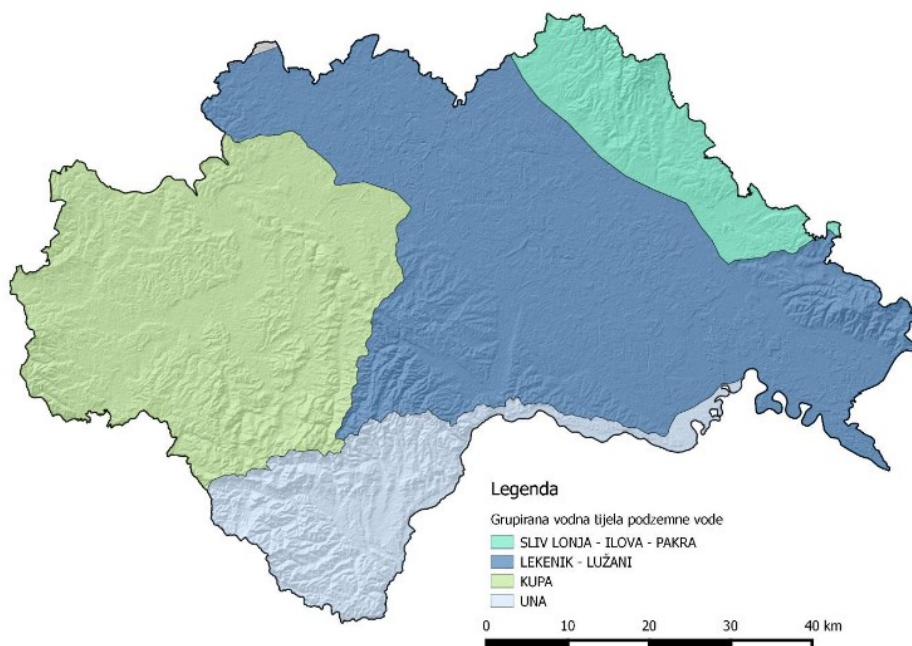 Legenda
Grupirana vodna tijela podzemne vode
SLIV LONJA - ILOVA - PAKRA
LEKENIK - LUŽANI
KUPA
UNA
0 10 20 30 40 km